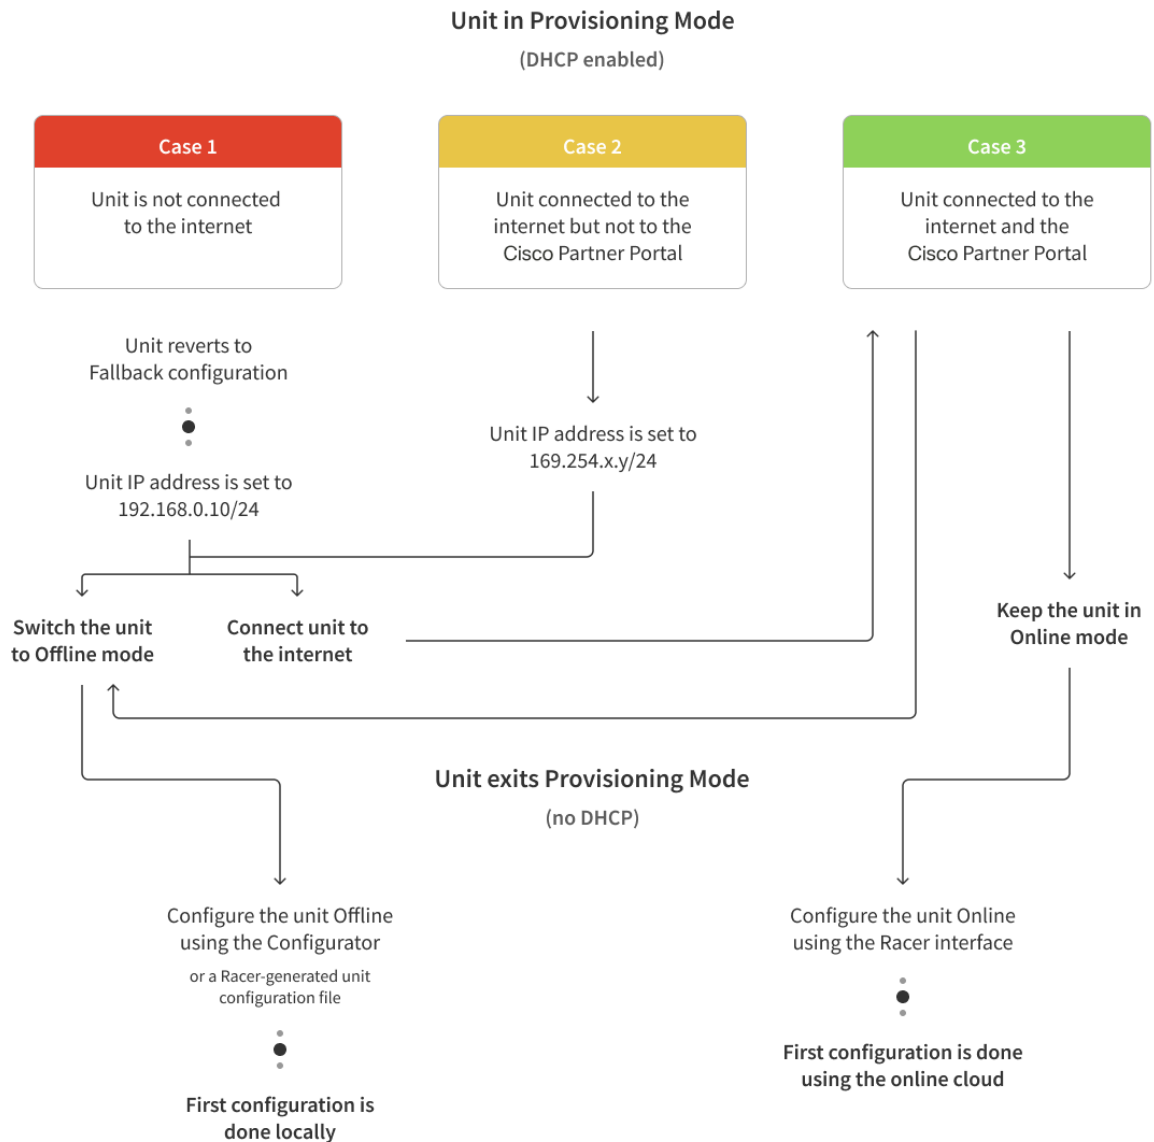 Unit in Provisioning Mode
(DHCP enabled)
Case 1
Unit is not connected
to the internet
Case 2
Unit connected to the
internet but not to the
Cisco Partner Portal
Case 3
Unit connected to the
internet and the
Cisco Partner Portal
Unit reverts to
Fallback configuration
Unit IP address is set to
192.168.0.10/24
Unit IP address is set to
169.254.x.y/24
Switch the unit
to Offline mode
Connect unit to
the internet
Keep the unit in
Online mode
Unit exits Provisioning Mode
(no DHCP)
Configure the unit Offline
using the Configurator
or a Racer-generated unit
configuration file
First configuration is
done locally
Configure the unit Online
using the Racer interface
First configuration is done
using the online cloud